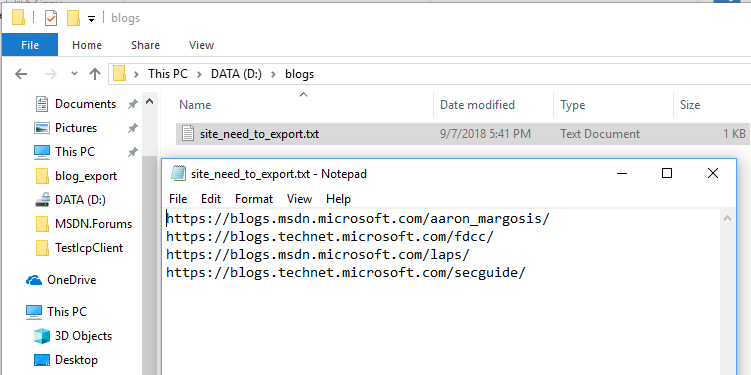 blogs
File Home Share View
This PC DATA (D:) blogs
Name Date modified Type Size
site_need_to_export.txt 9/7/2018 5:41 PM Text Document 1 KB
Documents
Pictures
This PC
blog_export
DATA (D:)
MSDN.Forums
TestIcpClient
OneDrive
This PC
3D Objects
Desktop
site_need_to_export.txt - Notepad
File Edit Format View Help
https://blogs.msdn.microsoft.com/aaron_margosis/
https://blogs.technet.microsoft.com/fdcc/
https://blogs.msdn.microsoft.com/laps/
https://blogs.technet.microsoft.com/secguide/